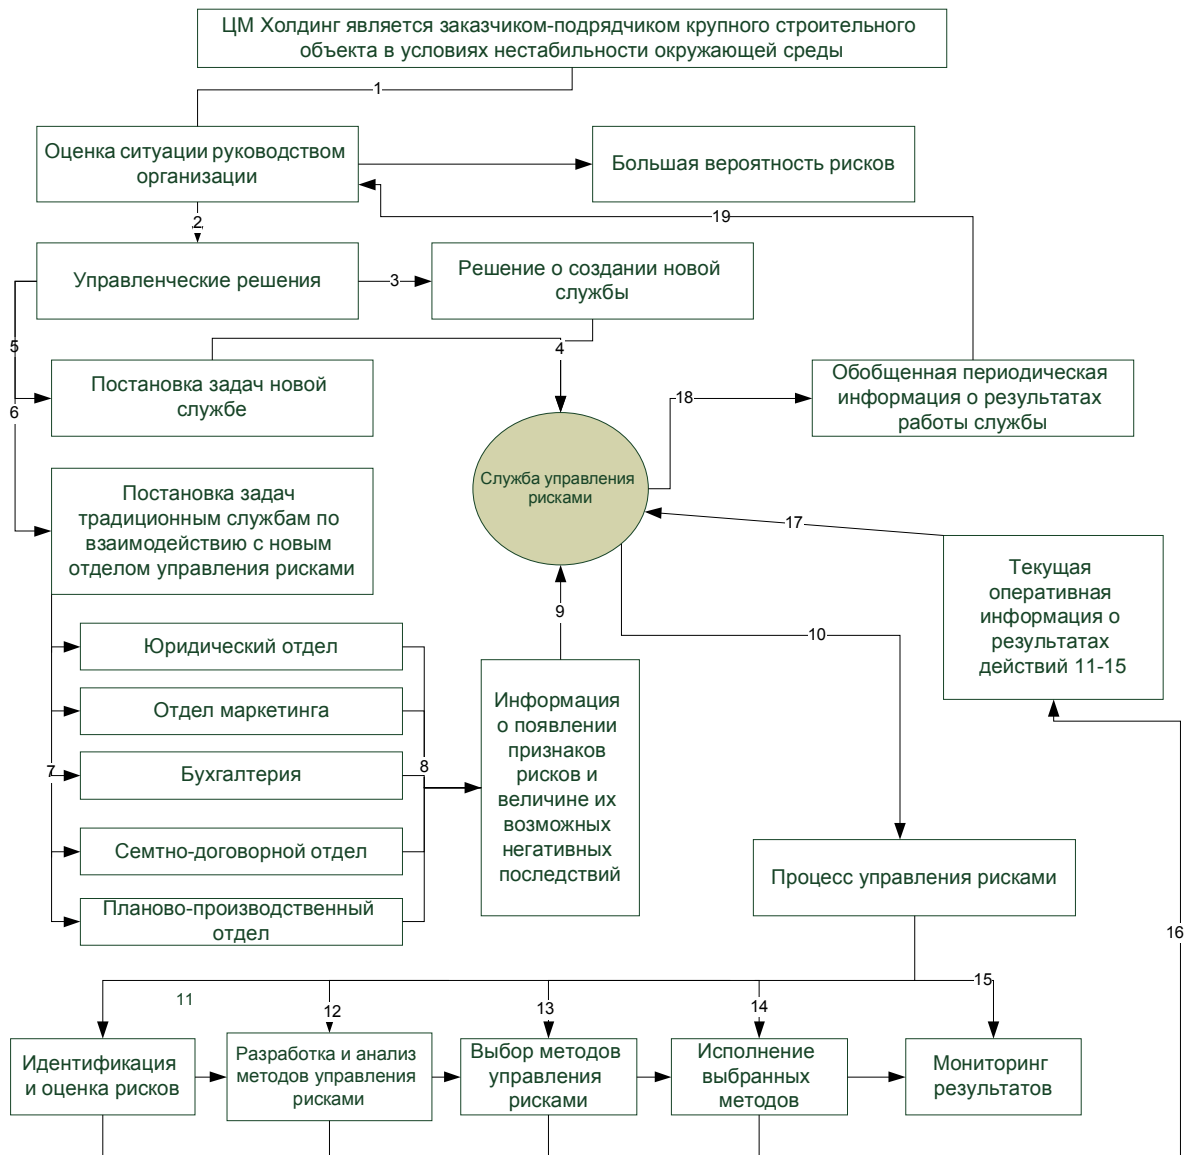 ЦМ Холдинг является заказчиком-подрядчиком крупного строительного
объекта в условиях нестабильности окружающей среды
1
Оценка ситуации руководством
организации
Большая вероятность рисков
19
2
Управленческие решения
3
Решение о создании новой
службы
5
4
Постановка задач новой
службе
6
18
Обобщенная периодическая
информация о результатах
работы службы
Служба управления
рисками
Постановка задач
традиционным службам по
взаимодействию с новым
отделом управления рисками
17
Текущая
оперативная
информация о
результатах
действий 11-15
9
10
Юридический отдел
Отдел маркетинга
7
Бухгалтерия
8
Семтно-договорной отдел
Планово-производственный
отдел
Информация
о появлении
признаков
рисков и
величине их
возможных
негативных
последствий
Процесс управления рисками
16
11
12
13
14
15
Идентификация
и оценка рисков
Разработка и анализ
методов управления
рисками
Выбор методов
управления
рисками
Исполнение
выбранных
методов
Мониторинг
результатов